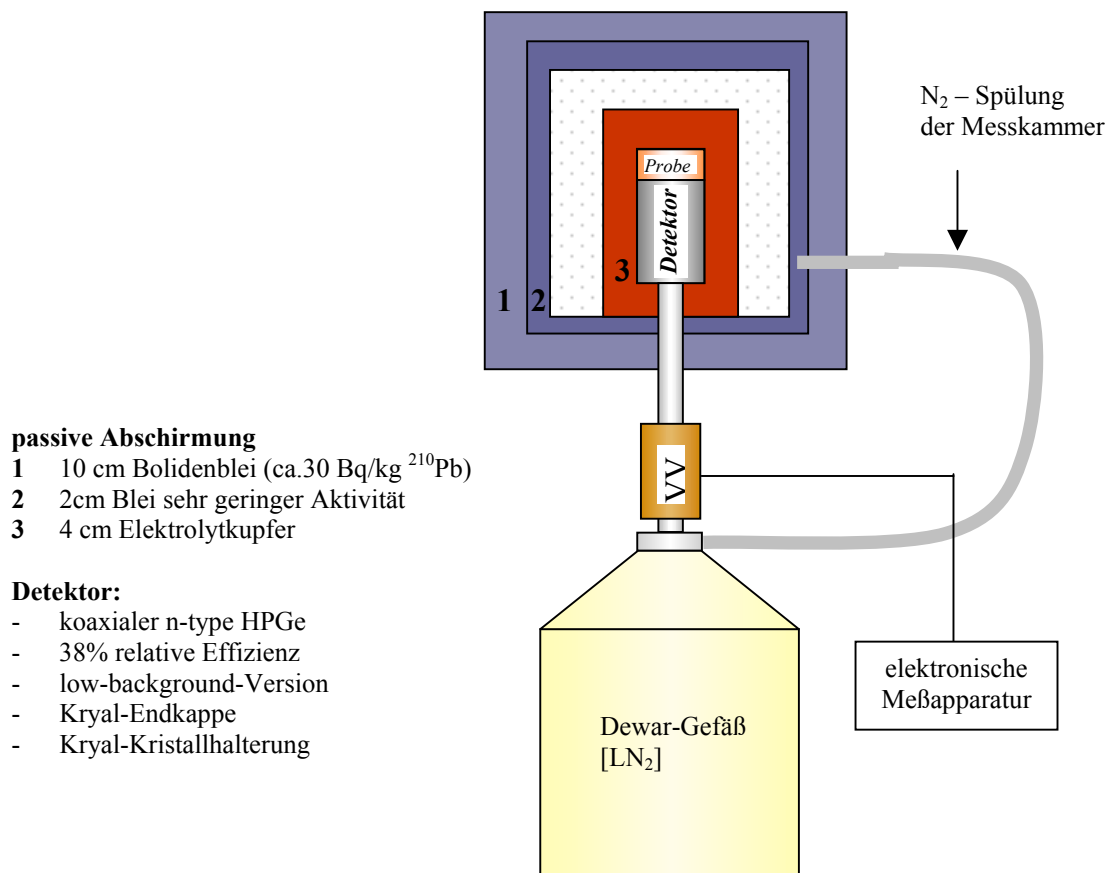 N₂ – Spülung
der Messkammer
Probe
Detektor
3
1
2
passive Abschirmung
1 10 cm Bolidenblei (ca.30 Bq/kg ²¹⁰Pb)
2 2cm Blei sehr geringer Aktivität
3 4 cm Elektrolytkupfer
VV
Detektor:
- koaxialer n-type HPGe
- 38% relative Effizienz
- low-background-Version
- Kryal-Endkappe
- Kryal-Kristallhalterung
elektronische
Meßapparatur
Dewar-Gefäß
[LN₂]